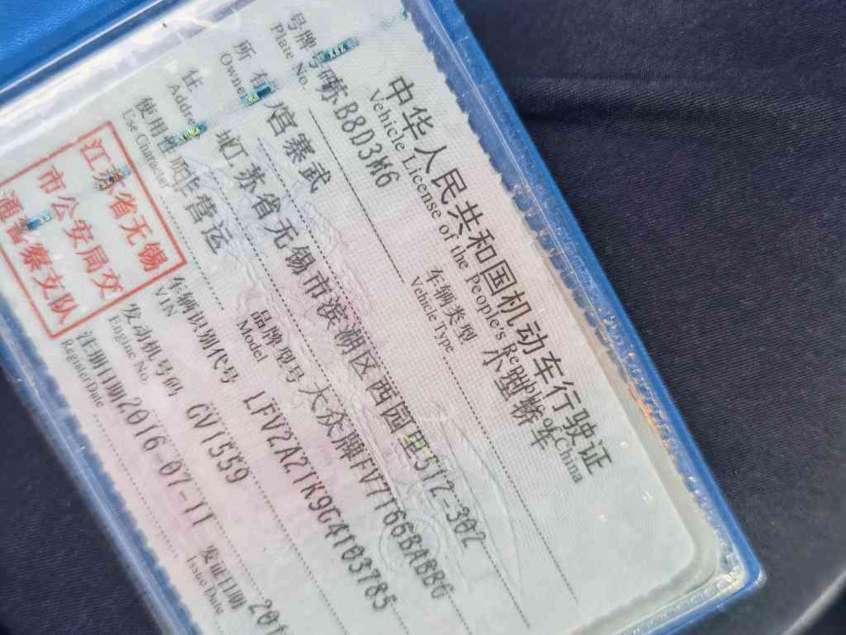 中华人民共和国机动车行驶证
Vehicle License of the People's Republic of China
号牌号码 苏B8D3M6 车辆类型 小型轿车
Plate No. Vehicle Type
所有人 宫寨武
Owner
住址 江苏省无锡市滨湖区西园里512-302
Address
使用性质 非营运 品牌型号 大众牌FV7166BABBG
Use Character Model
江苏省无锡
市公安局交
通警察支队
车辆识别代号 LFV2A21K9G4103785
VIN
发动机号码 GV1559
Engine No.
注册日期 2016-07-11 发证日期 201
Register Date Issue Date